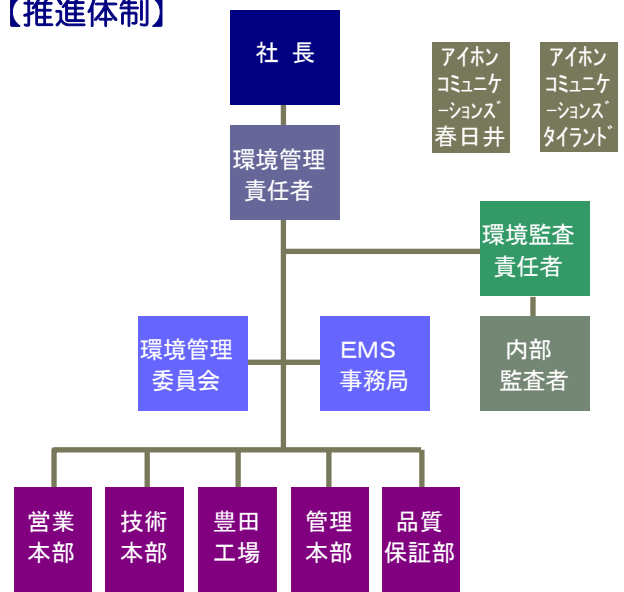 【推進体制】
社 長
アイホン
コミュニケ
ーションズ
春日井
アイホン
コミュニケ
ーションズ
タイランド
環境管理
責任者
環境監査
責任者
環境管理
委員会
EMS
事務局
内部
監査者
営業
本部
技術
本部
豊田
工場
管理
本部
品質
保証部